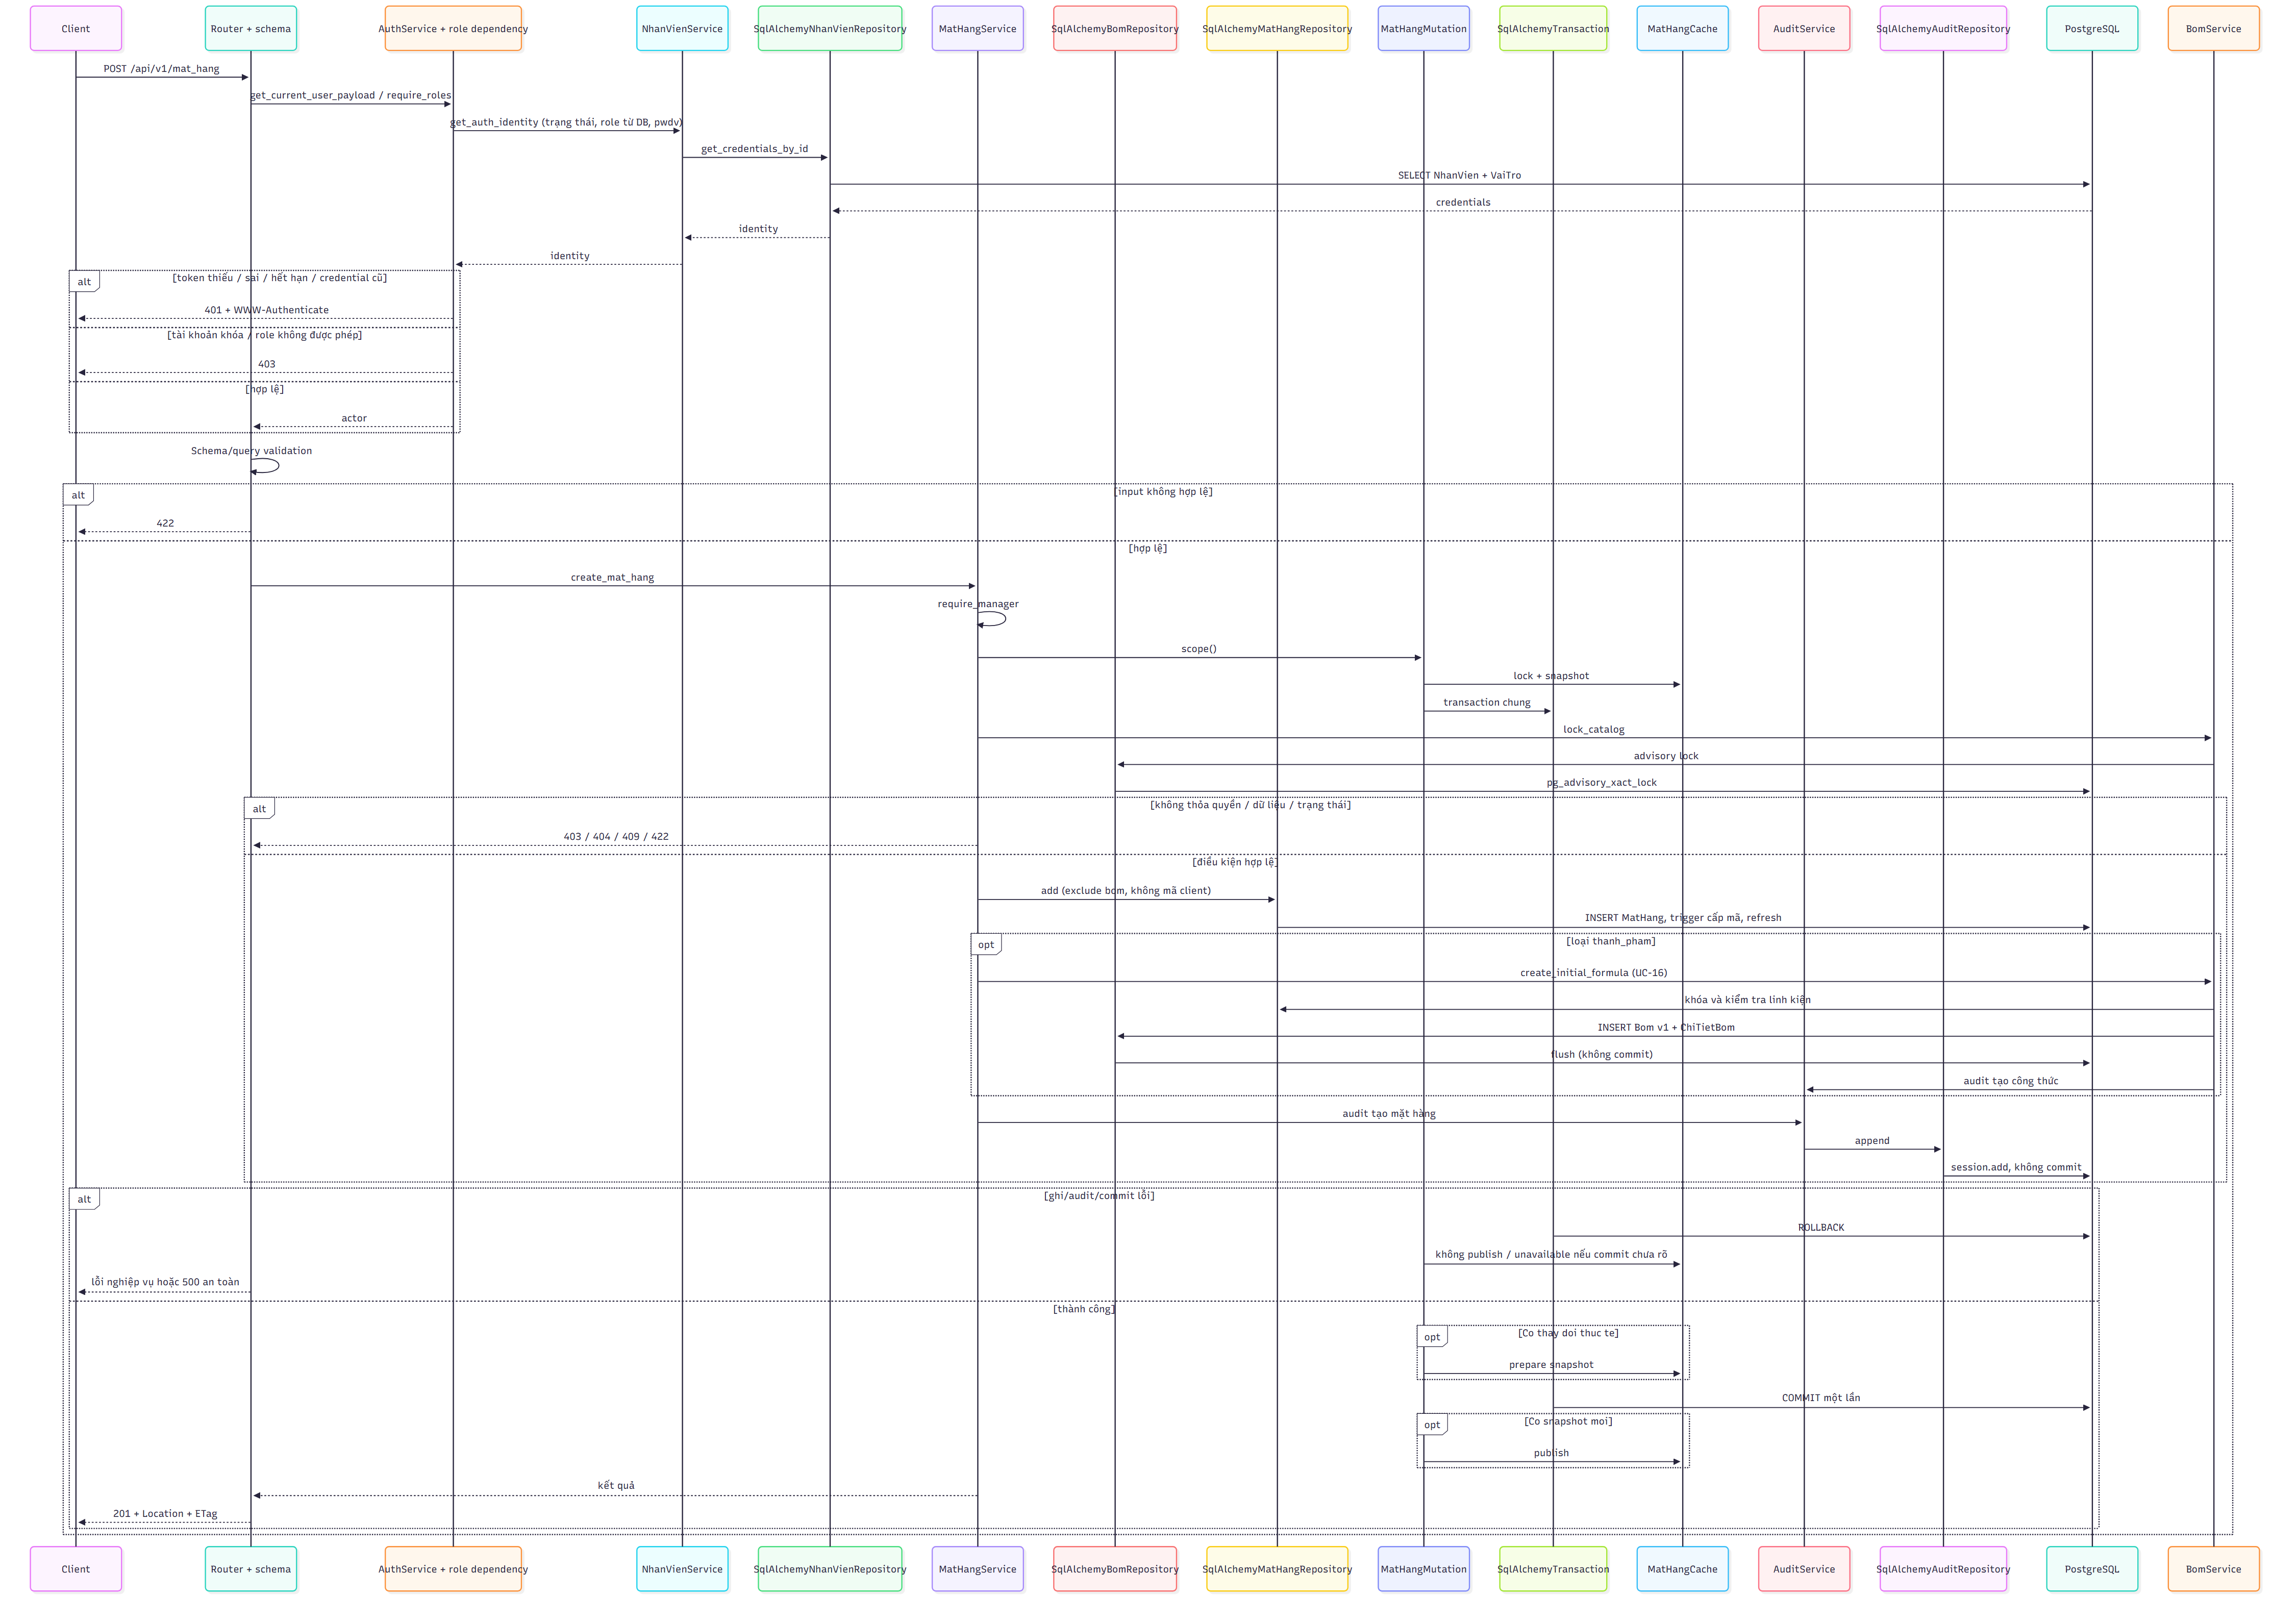 Client
Router + schema
AuthService + role dependency
NhanVienService
SqlAlchemyNhanVienRepository
MatHangService
SqlAlchemyBomRepository
SqlAlchemyMatHangRepository
MatHangMutation
SqlAlchemyTransaction
MatHangCache
AuditService
SqlAlchemyAuditRepository
PostgreSQL
BomService
POST /api/v1/mat_hang
get_current_user_payload / require_roles
get_auth_identity (trạng thái, role từ DB, pwdv)
get_credentials_by_id
SELECT NhanVien + VaiTro
credentials
identity
identity
alt
[token thiếu / sai / hết hạn / credential cũ]
401 + WWW-Authenticate
[tài khoản khóa / role không được phép]
403
[hợp lệ]
actor
Schema/query validation
alt
[input không hợp lệ]
422
[hợp lệ]
create_mat_hang
require_manager
scope()
lock + snapshot
transaction chung
lock_catalog
advisory lock
pg_advisory_xact_lock
alt
[không thỏa quyền / dữ liệu / trạng thái]
403 / 404 / 409 / 422
[điều kiện hợp lệ]
add (exclude bom, không mã client)
INSERT MatHang, trigger cấp mã, refresh
opt
[loại thanh_pham]
create_initial_formula (UC-16)
khóa và kiểm tra linh kiện
INSERT Bom v1 + ChiTietBom
flush (không commit)
audit tạo công thức
audit tạo mặt hàng
append
session.add, không commit
alt
[ghi/audit/commit lỗi]
ROLLBACK
không publish / unavailable nếu commit chưa rõ
lỗi nghiệp vụ hoặc 500 an toàn
[thành công]
opt
[Co thay doi thuc te]
prepare snapshot
COMMIT một lần
opt
[Co snapshot moi]
publish
kết quả
201 + Location + ETag
Client
Router + schema
AuthService + role dependency
NhanVienService
SqlAlchemyNhanVienRepository
MatHangService
SqlAlchemyBomRepository
SqlAlchemyMatHangRepository
MatHangMutation
SqlAlchemyTransaction
MatHangCache
AuditService
SqlAlchemyAuditRepository
PostgreSQL
BomService